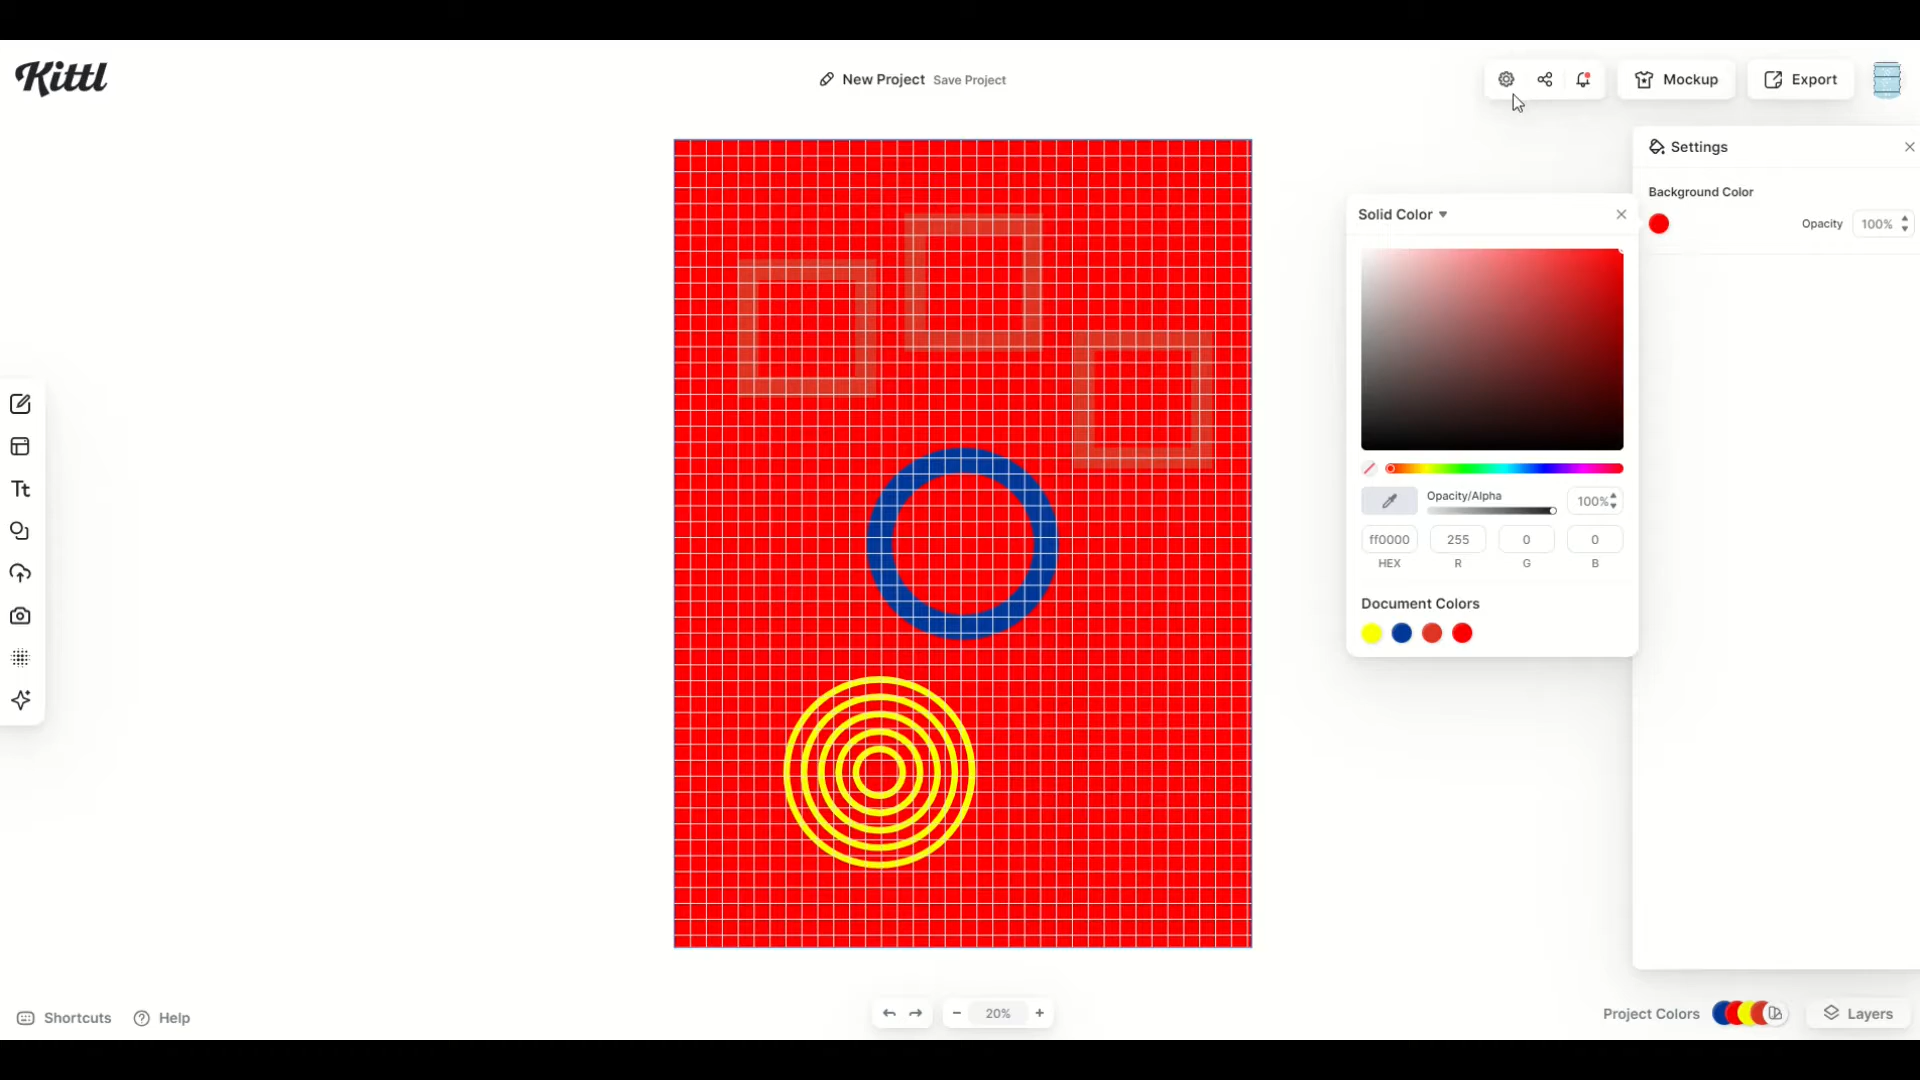 Kittl
New Project Save Project
Mockup
Export
Settings
Background Color
Opacity 100%
Solid Color
Opacity/Alpha
100%
ff0000 255 0 0
HEX R G B
Document Colors
Tt
Shortcuts
Help
20%
Project Colors
Layers